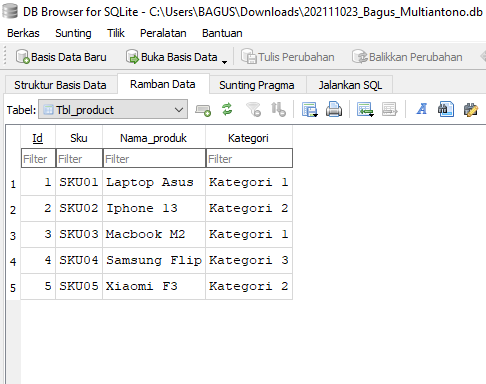 DB Browser for SQLite - C:\Users\BAGUS\Downloads\202111023_Bagus_Multiantono.db
Berkas Sunting Tilik Peralatan Bantuan
Basis Data Baru Buka Basis Data Tulis Perubahan Balikkan Perubahan
Struktur Basis Data Ramban Data Sunting Pragma Jalankan SQL
Tabel: Tbl_product
Id Sku Nama_produk Kategori
Filter Filter Filter Filter
1 1 SKU01 Laptop Asus Kategori 1
2 2 SKU02 Iphone 13 Kategori 2
3 3 SKU03 Macbook M2 Kategori 1
4 4 SKU04 Samsung Flip Kategori 3
5 5 SKU05 Xiaomi F3 Kategori 2